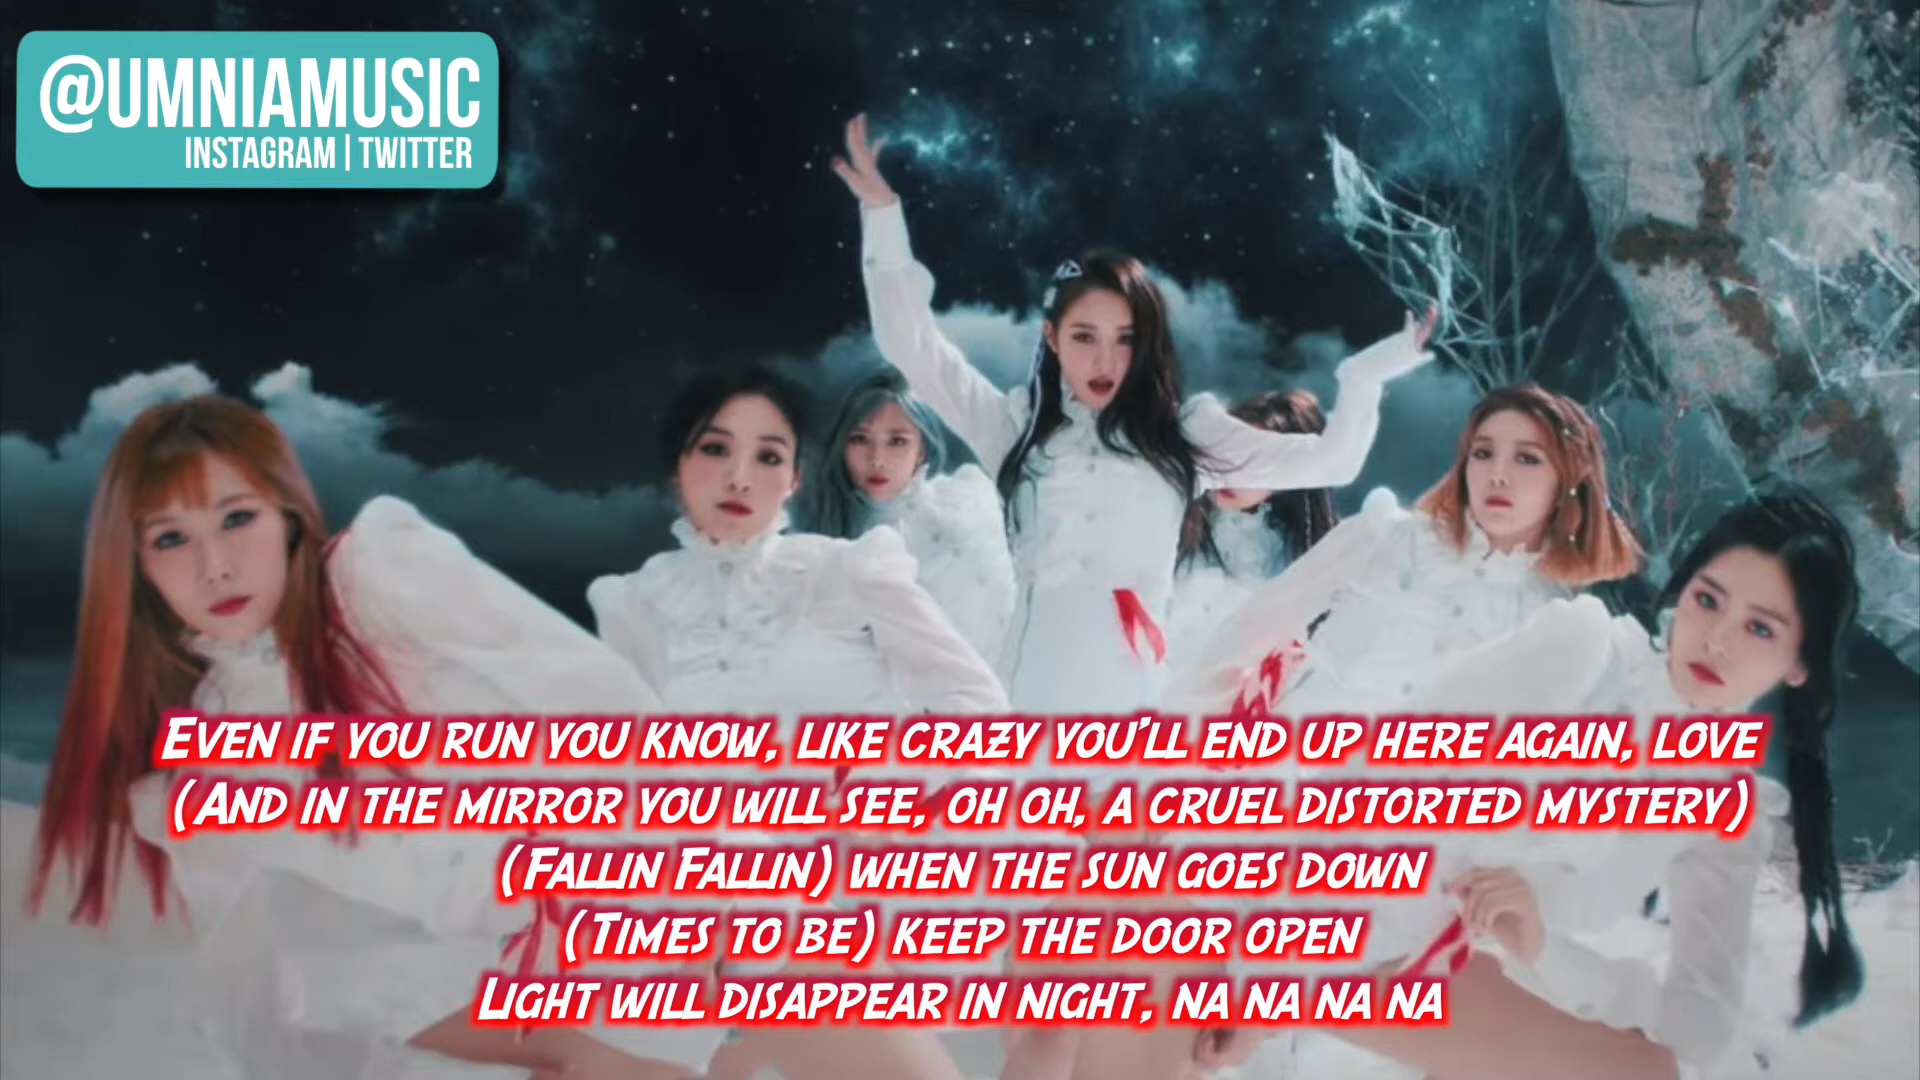 @UMNIAMUSIC
INSTAGRAM | TWITTER
EVEN IF YOU RUN YOU KNOW, LIKE CRAZY YOU'LL END UP HERE AGAIN, LOVE
(AND IN THE MIRROR YOU WILL SEE, OH OH, A CRUEL DISTORTED MYSTERY)
(FALLIN FALLIN) WHEN THE SUN GOES DOWN
(TIMES TO BE) KEEP THE DOOR OPEN
LIGHT WILL DISAPPEAR IN NIGHT, NA NA NA NA